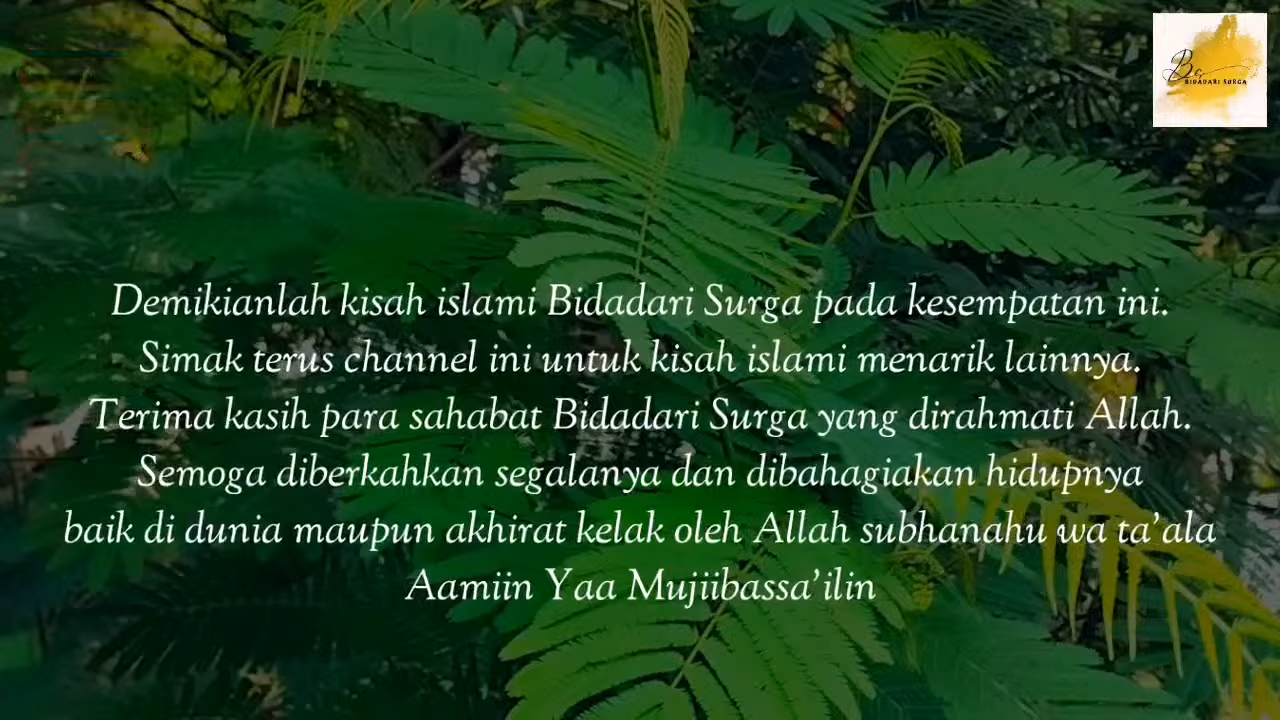 Bs
BIDADARI SURGA
Demikianlah kisah islami Bidadari Surga pada kesempatan ini.
Simak terus channel ini untuk kisah islami menarik lainnya.
Terima kasih para sahabat Bidadari Surga yang dirahmati Allah.
Semoga diberkahkan segalanya dan dibahagiakan hidupnya
baik di dunia maupun akhirat kelak oleh Allah subhanahu wa ta'ala
Aamiin Yaa Mujiibassa'ilin